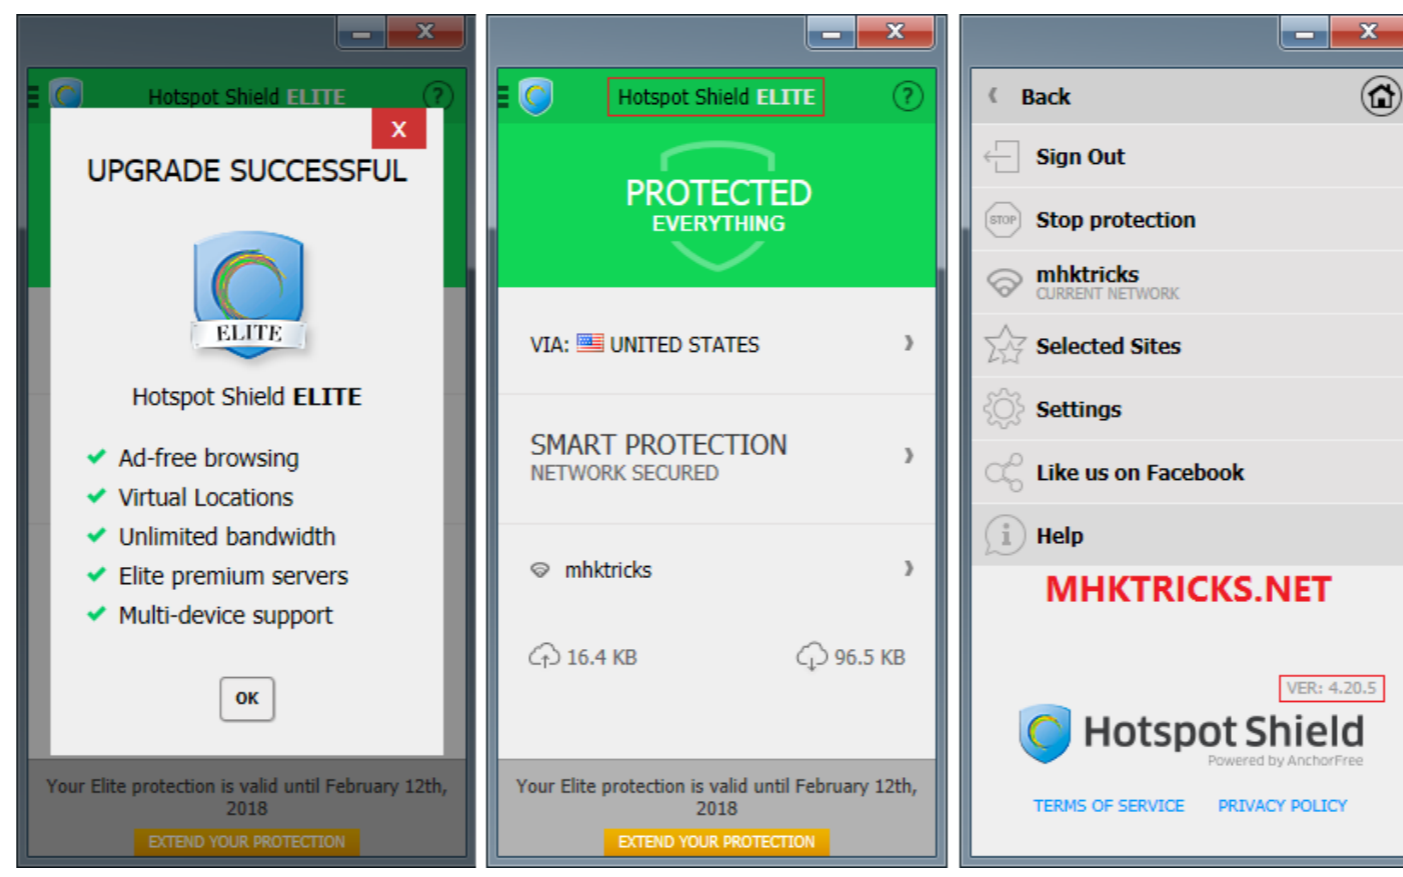 X
Hotspot Shield ELITE
?
X
UPGRADE SUCCESSFUL
ELITE
Hotspot Shield ELITE
Ad-free browsing
Virtual Locations
Unlimited bandwidth
Elite premium servers
Multi-device support
OK
Your Elite protection is valid until February 12th,
2018
EXTEND YOUR PROTECTION
X
Hotspot Shield ELITE
?
PROTECTED
EVERYTHING
VIA: UNITED STATES
SMART PROTECTION
NETWORK SECURED
mhktricks
16.4 KB 96.5 KB
Your Elite protection is valid until February 12th,
2018
EXTEND YOUR PROTECTION
X
Back
Sign Out
STOP Stop protection
mhktricks
CURRENT NETWORK
Selected Sites
Settings
Like us on Facebook
i Help
MHKTRICKS.NET
VER: 4.20.5
Hotspot Shield
Powered by AnchorFree
TERMS OF SERVICE PRIVACY POLICY